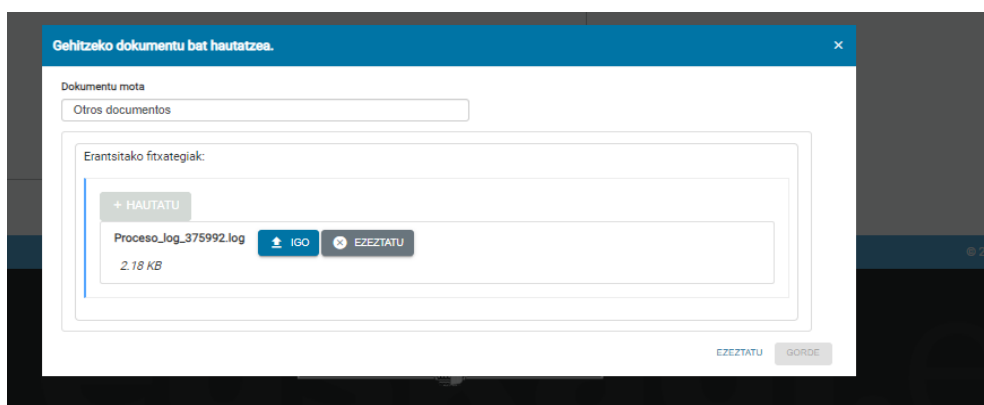 Gehitzeko dokumentu bat hautatzea.
×
Dokumentu mota
Otros documentos
Erantsitako fitxategiak:
+ HAUTATU
Proceso_log_375992.log
IGO
EZEZTATU
2.18 KB
EZEZTATU
GORDE